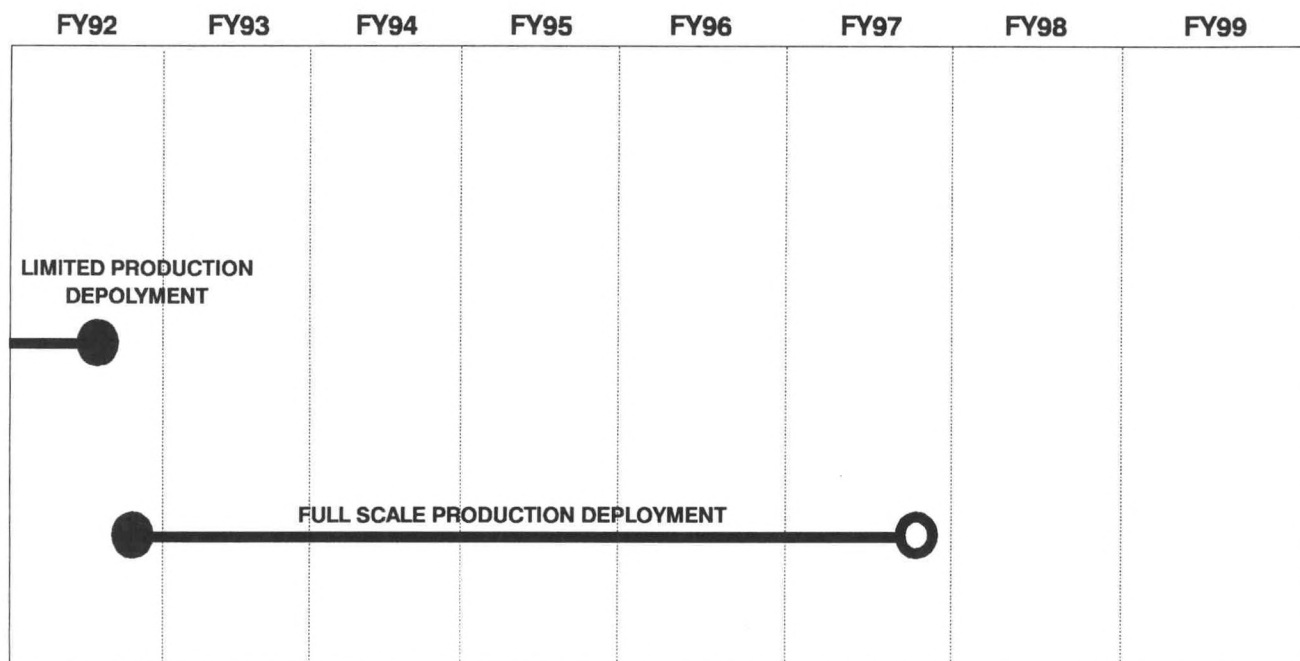 FY92 FY93 FY94 FY95 FY96 FY97 FY98 FY99
LIMITED PRODUCTION
DEPOLYMENT
FULL SCALE PRODUCTION DEPLOYMENT